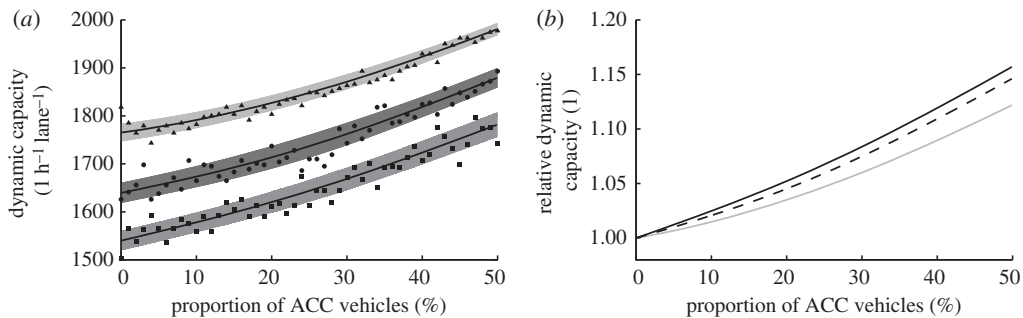 (a)
2000
1900
1800
1700
1600
1500
dynamic capacity
(1 h⁻¹ lane⁻¹)
0 10 20 30 40 50
proportion of ACC vehicles (%)
(b)
1.20
1.15
1.10
1.05
1.00
relative dynamic
capacity (1)
0 10 20 30 40 50
proportion of ACC vehicles (%)